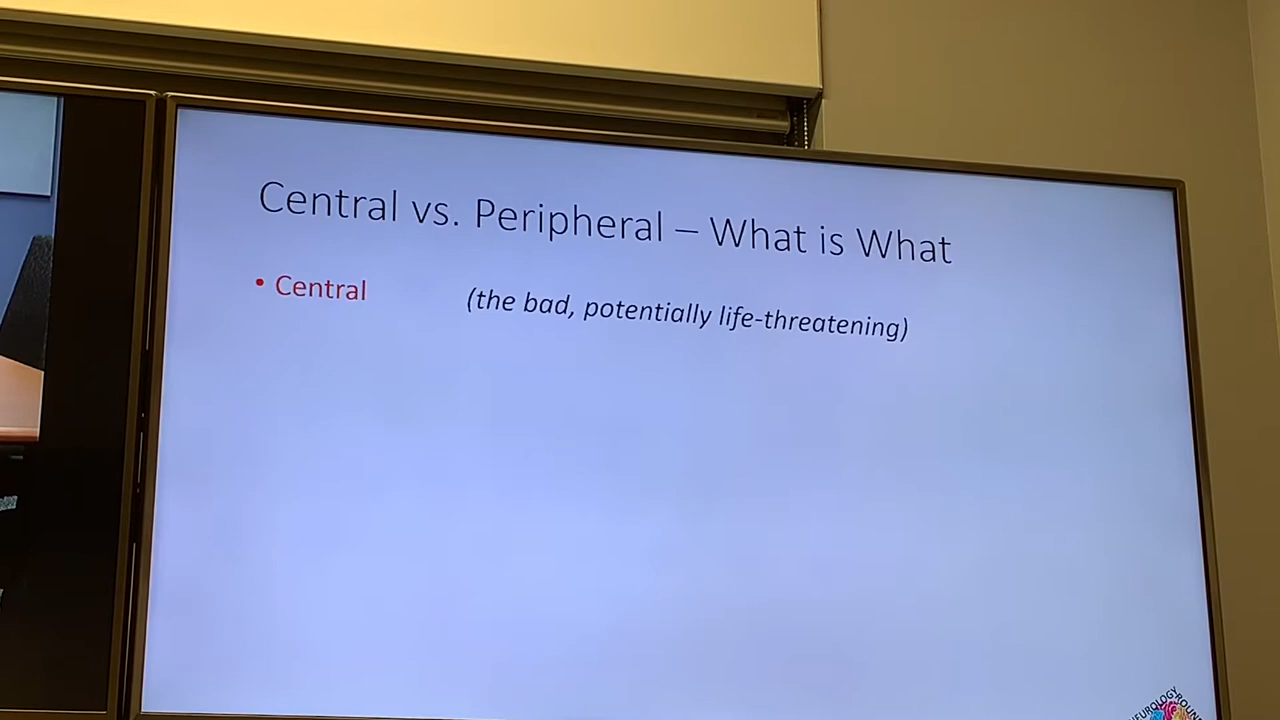 Central vs. Peripheral – What is What
• Central (the bad, potentially life-threatening)